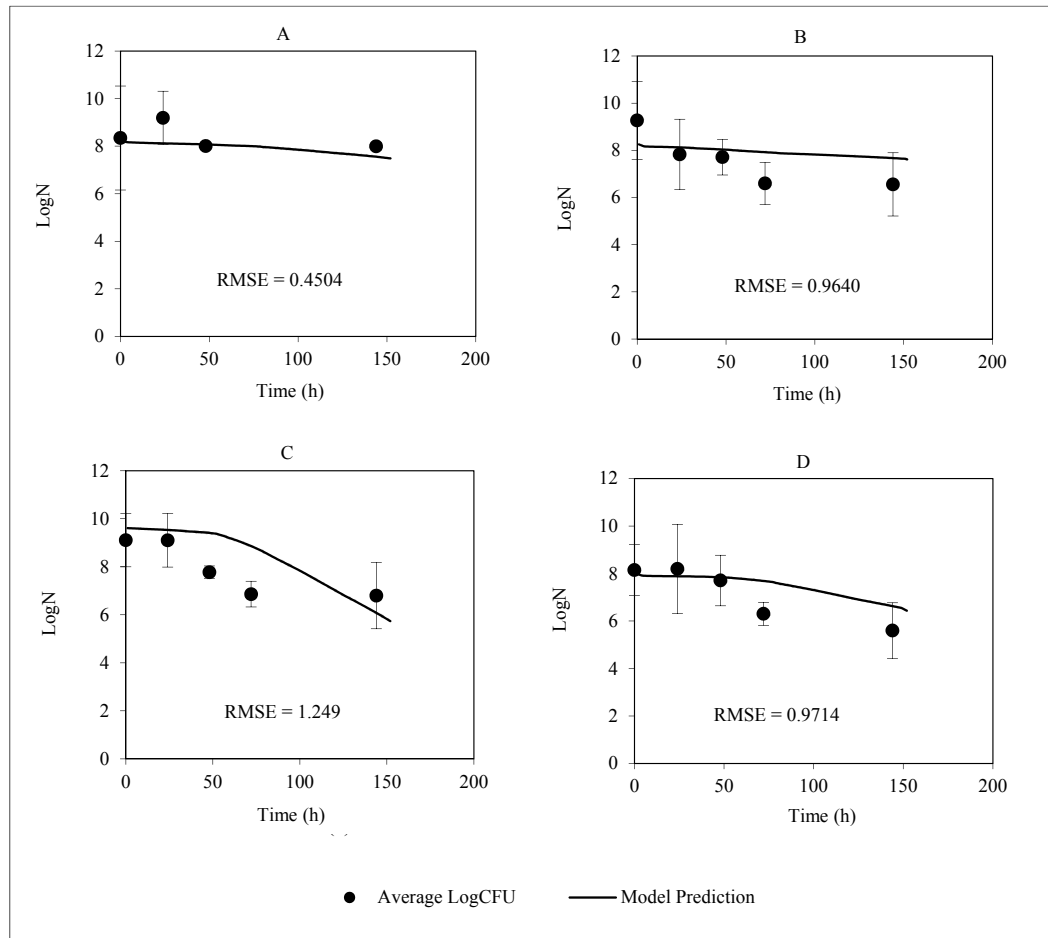 A
12
10
8
6
4
2
0
LogN
RMSE = 0.4504
0 50 100 150 200
Time (h)
B
12
10
8
6
4
2
0
LogN
RMSE = 0.9640
0 50 100 150 200
Time (h)
C
12
10
8
6
4
2
0
LogN
RMSE = 1.249
0 50 100 150 200
Time (h)
D
12
10
8
6
4
2
0
LogN
RMSE = 0.9714
0 50 100 150 200
Time (h)
Average LogCFU Model Prediction